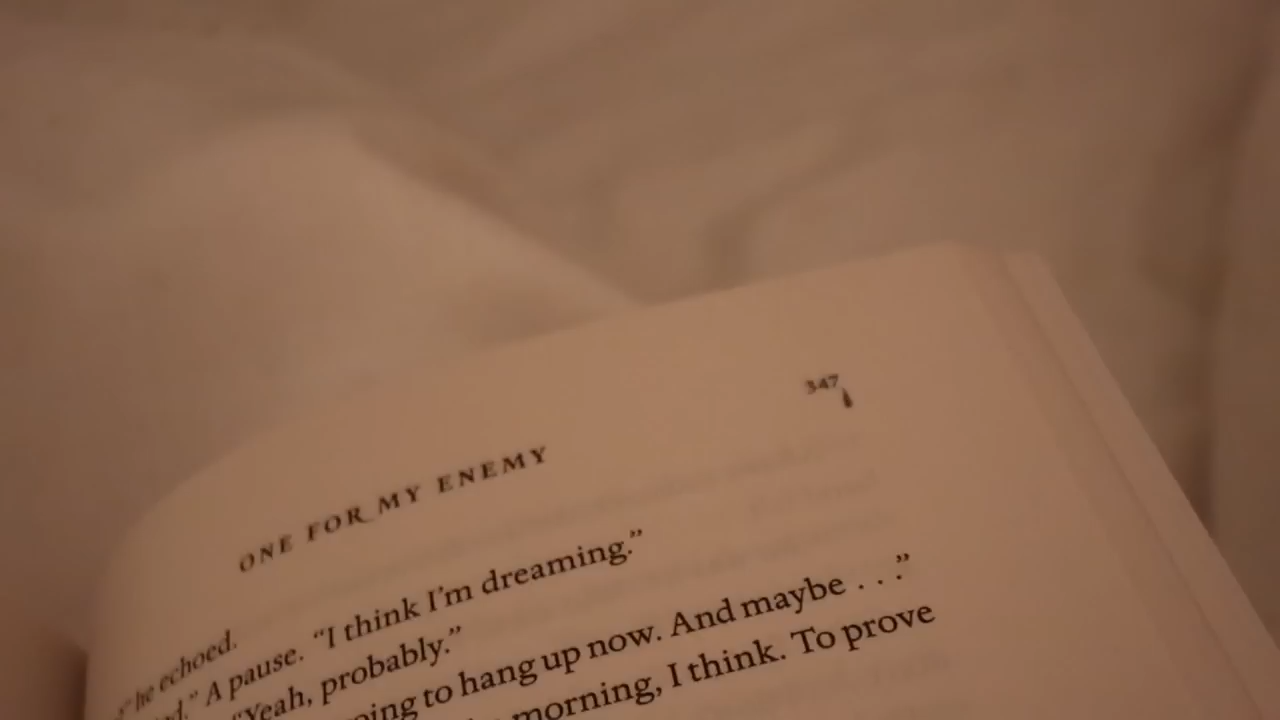 347
ONE FOR MY ENEMY
he echoed.
A pause. “I think I’m dreaming.”
“Yeah, probably.”
to hang up now. And maybe . . .”
morning, I think. To prove